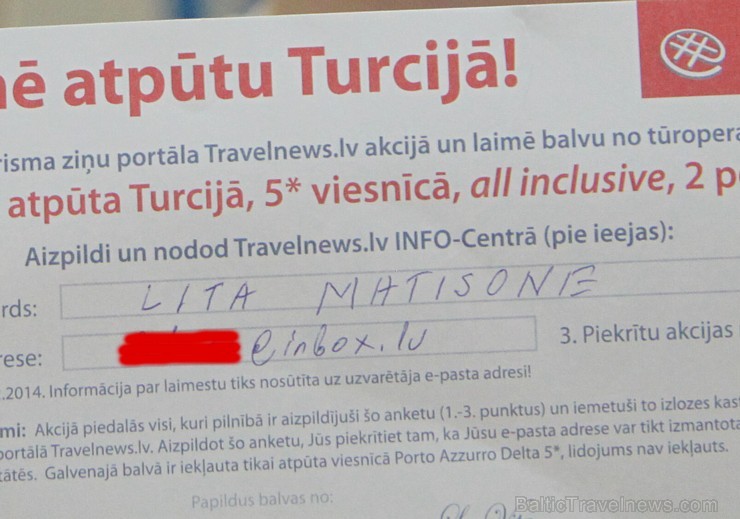 ē atpūtu Turcijā!
risma ziņu portāla Travelnews.lv akcijā un laimē balvu no tūropera
atpūta Turcijā, 5* viesnīcā, all inclusive, 2 p
Aizpildi un nodod Travelnews.lv INFO-Centrā (pie ieejas):
rds: LITA MATISONE
rese: @inbox.lv 3. Piekrītu akcijas
.2014. Informācija par laimestu tiks nosūtīta uz uzvarētāja e-pasta adresi!
mi: Akcijā piedalās visi, kuri pilnībā ir aizpildījuši šo anketu (1.-3. punktus) un iemetuši to izlozes kast
portālā Travelnews.lv. Aizpildot šo anketu, Jūs piekrītiet tam, ka Jūsu e-pasta adrese var tikt izmantota
tātēs. Galvenajā balvā ir iekļauta tikai atpūta viesnīcā Porto Azzurro Delta 5*, lidojums nav iekļauts.
Papildus balvas no:
BalticTravelnews.com